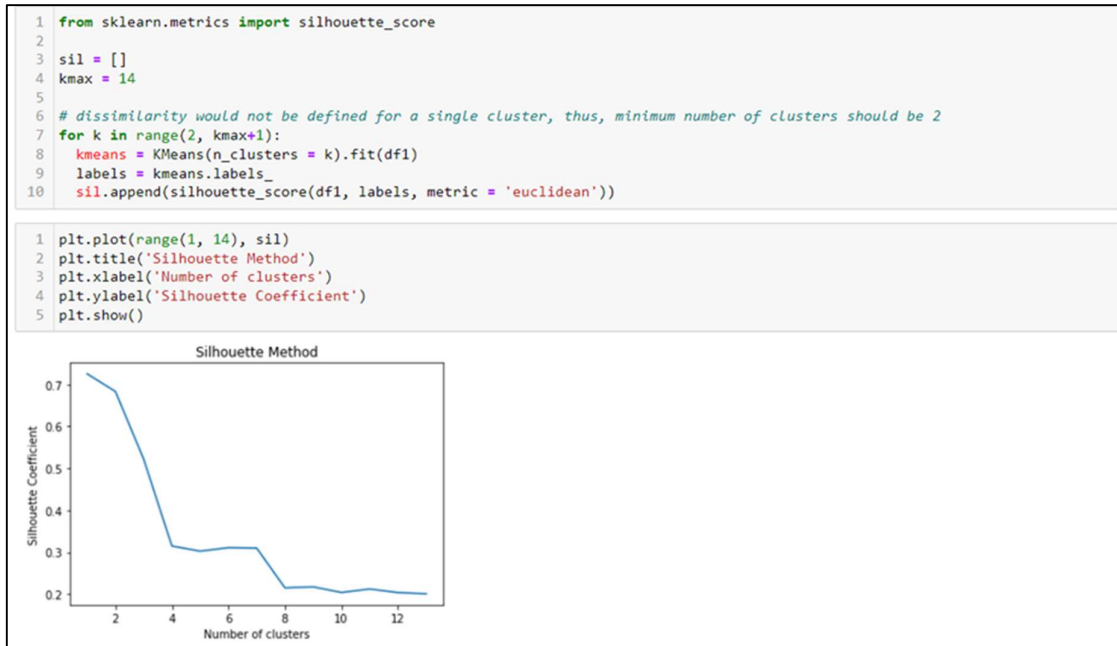 1 from sklearn.metrics import silhouette_score
2
3 sil = []
4 kmax = 14
5
6 # dissimilarity would not be defined for a single cluster, thus, minimum number of clusters should be 2
7 for k in range(2, kmax+1):
8   kmeans = KMeans(n_clusters = k).fit(df1)
9   labels = kmeans.labels_
10   sil.append(silhouette_score(df1, labels, metric = 'euclidean'))
1 plt.plot(range(1, 14), sil)
2 plt.title('Silhouette Method')
3 plt.xlabel('Number of clusters')
4 plt.ylabel('Silhouette Coefficient')
5 plt.show()
Silhouette Method
Silhouette Coefficient
0.7
0.6
0.5
0.4
0.3
0.2
2 4 6 8 10 12
Number of clusters